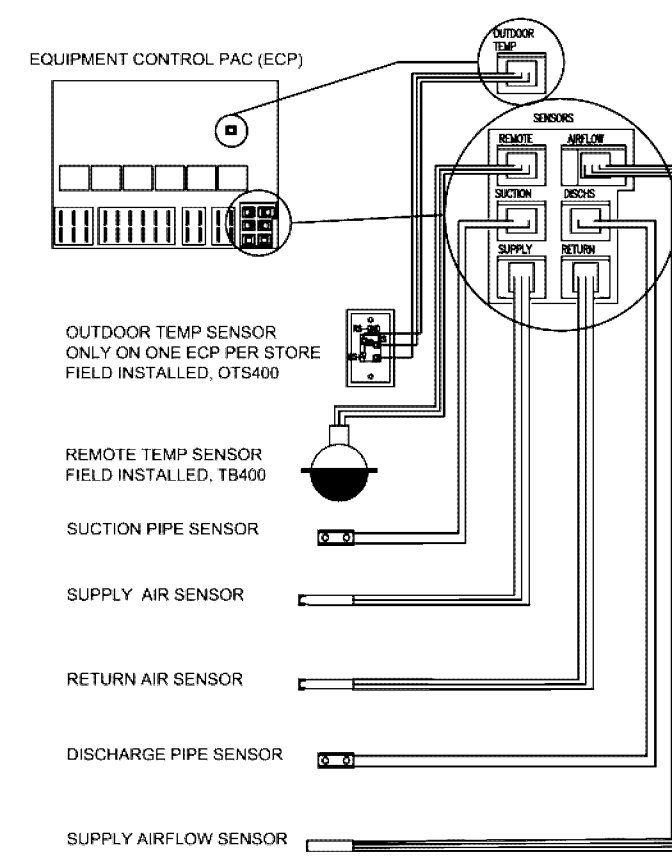 OUTDOOR
TEMP
EQUIPMENT CONTROL PAC (ECP)
SENSORS
REMOTE AIRFLOW
SUCTION DISCHS
SUPPLY RETURN
OUTDOOR TEMP SENSOR
ONLY ON ONE ECP PER STORE
FIELD INSTALLED, OTS400
REMOTE TEMP SENSOR
FIELD INSTALLED, TB400
SUCTION PIPE SENSOR
SUPPLY AIR SENSOR
RETURN AIR SENSOR
DISCHARGE PIPE SENSOR
SUPPLY AIRFLOW SENSOR